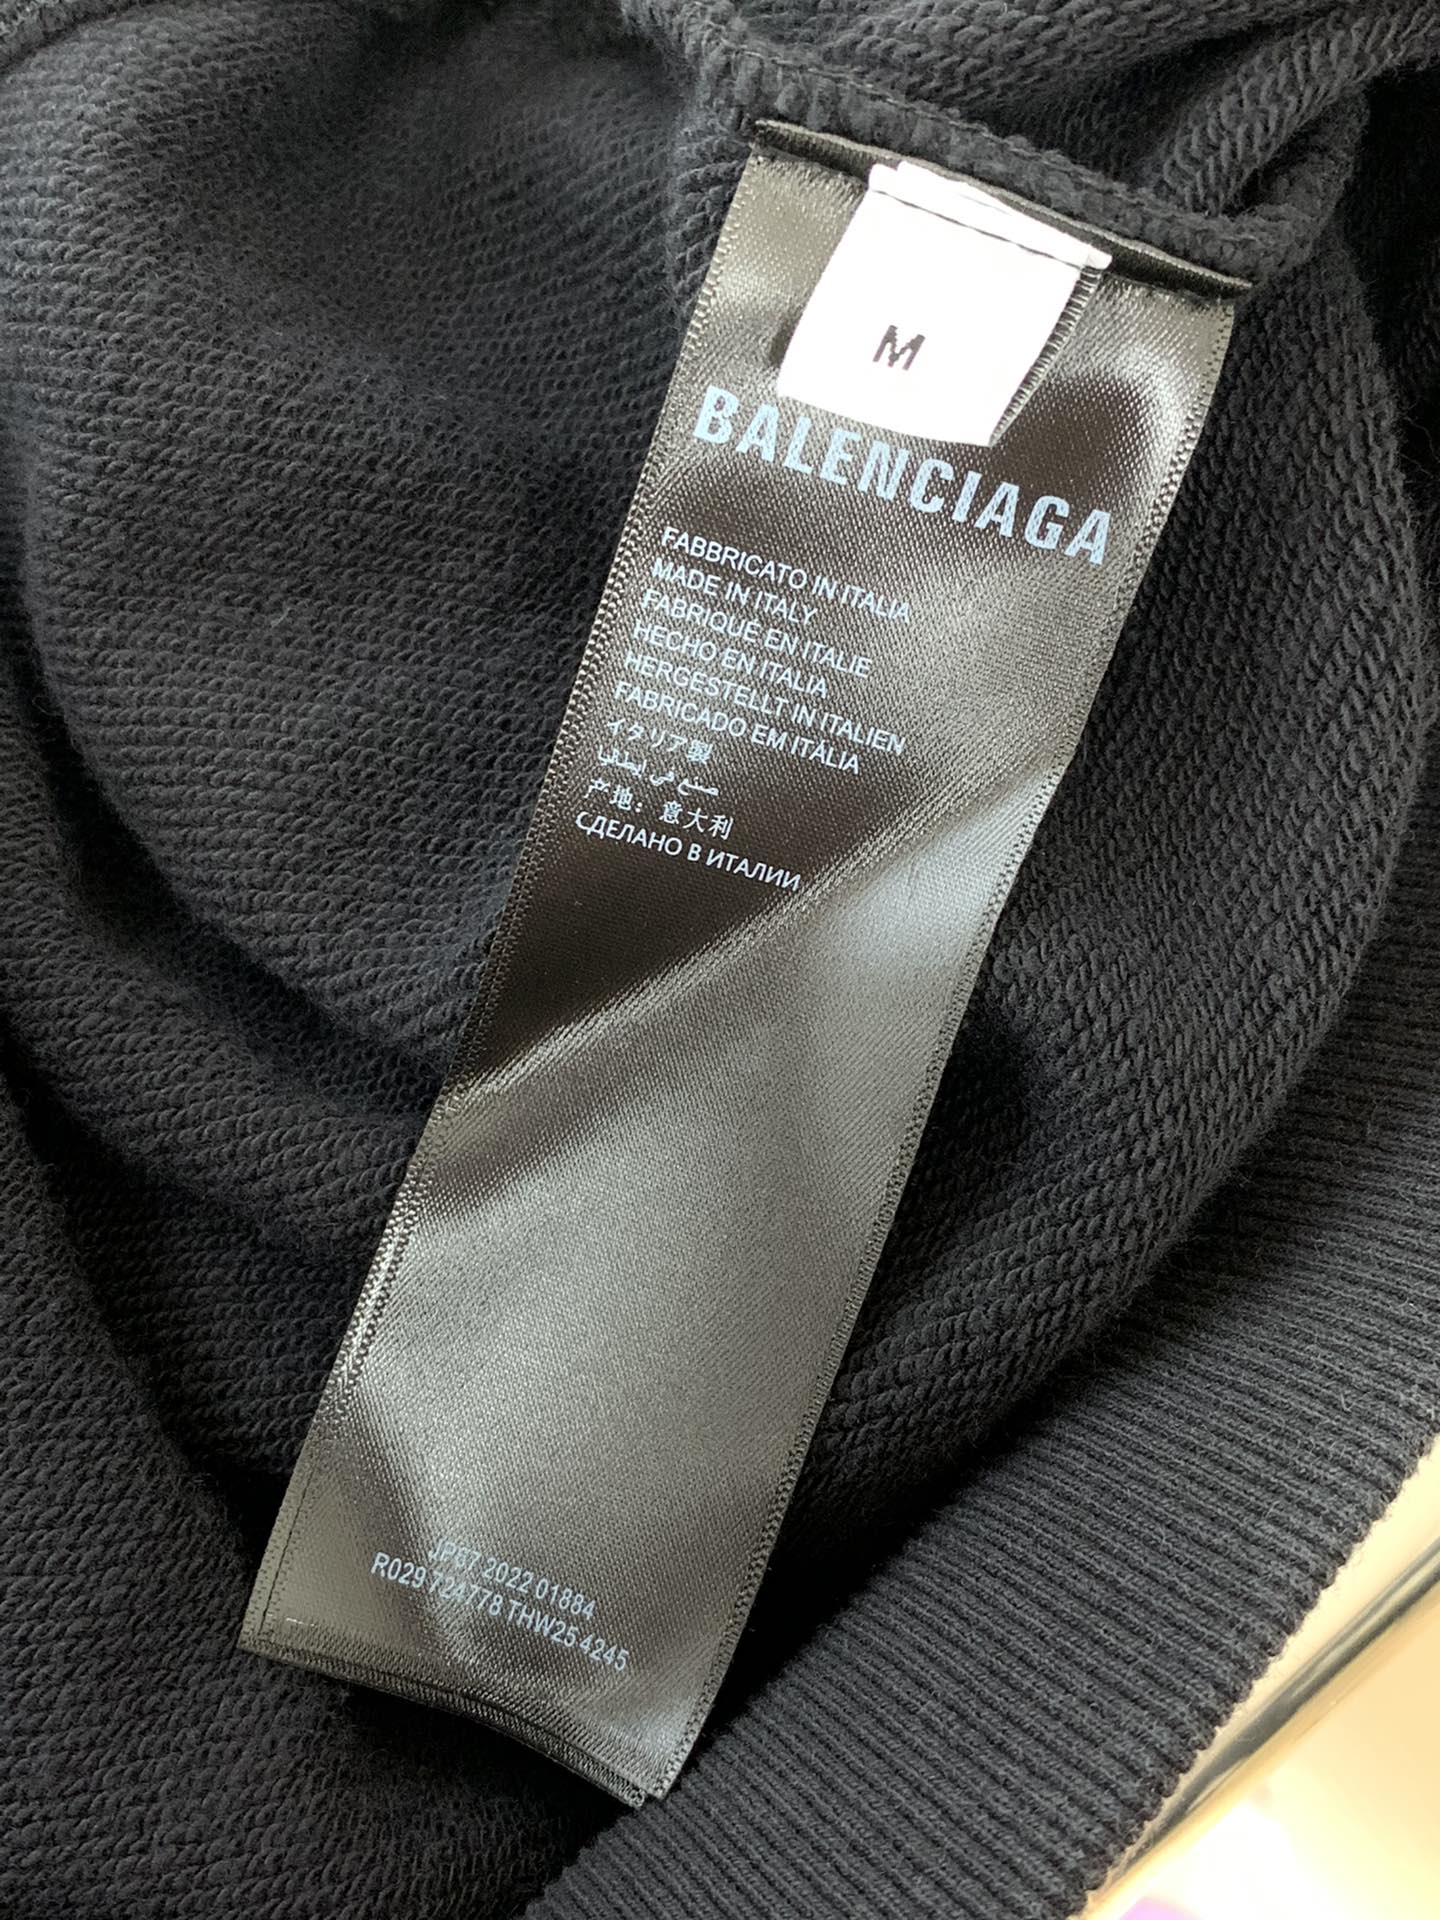 M
BALENCIAGA
FABBRICATO IN ITALIA
MADE IN ITALY
FABRIQUÉ EN ITALIE
HECHO EN ITALIA
HERGESTELLT IN ITALIEN
FABRICADO EM ITÁLIA
イタリア製
صنع في إيطاليا
产地：意大利
СДЕЛАНО В ИТАЛИИ
JP67 2022 01884
R029 724778 THW25 4245